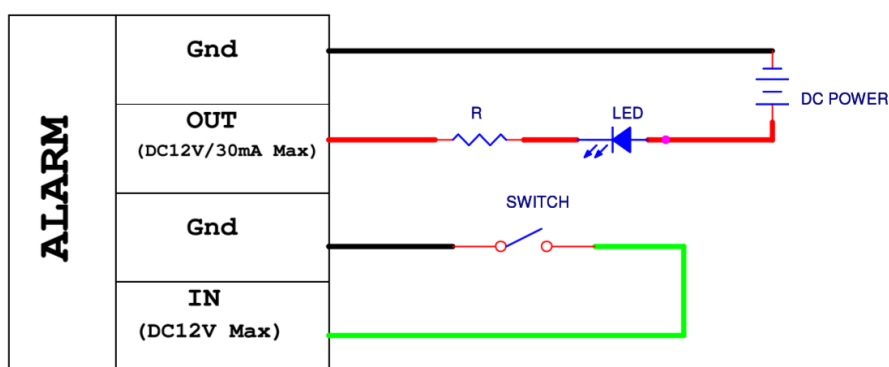 ALARM
Gnd
OUT
(DC12V/30mA Max)
Gnd
IN
(DC12V Max)
R
LED
DC POWER
SWITCH